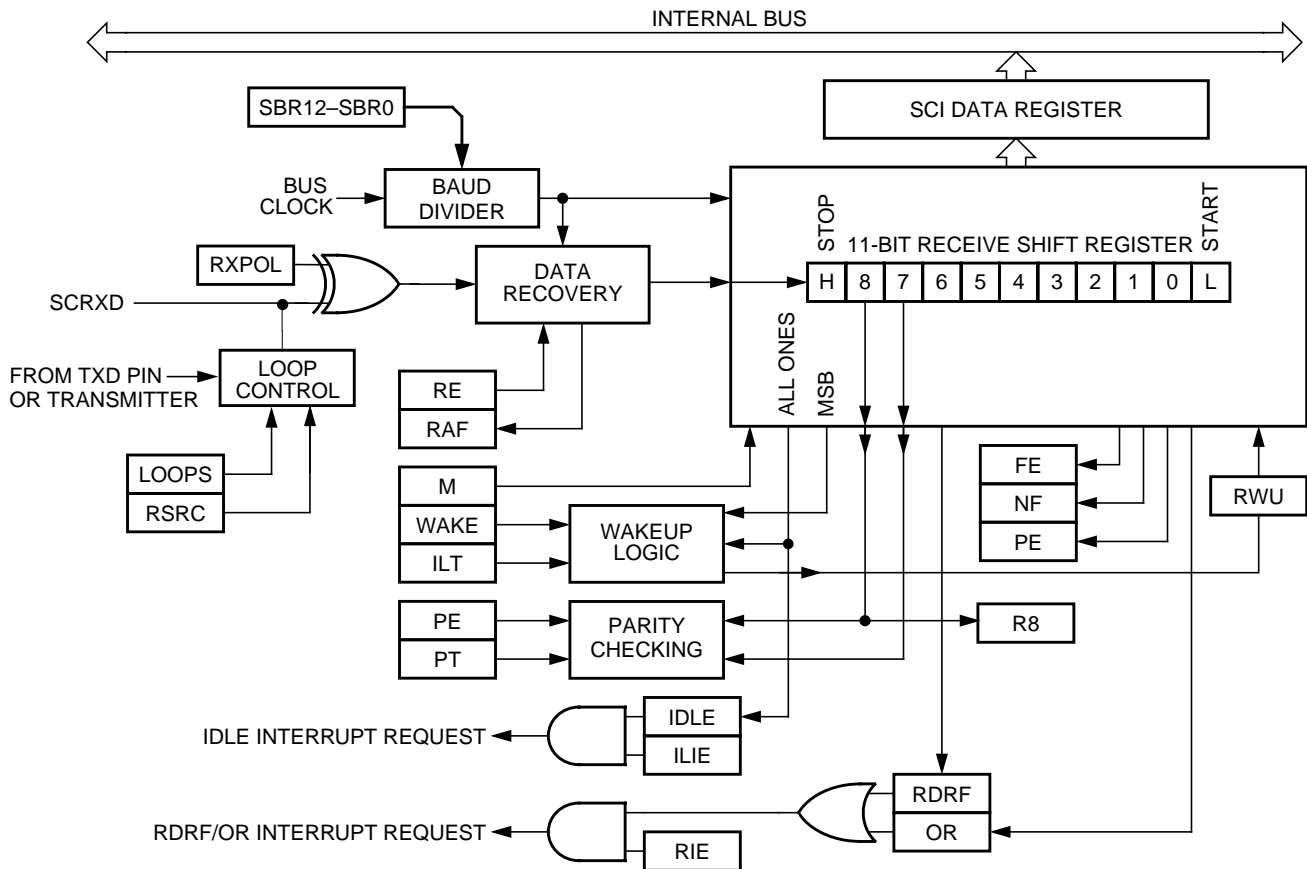 INTERNAL BUS
SBR12–SBR0
SCI DATA REGISTER
BUS
CLOCK
BAUD
DIVIDER
STOP
11-BIT RECEIVE SHIFT REGISTER
START
RXPOL
DATA
RECOVERY
H 8 7 6 5 4 3 2 1 0 L
SCRXD
ALL ONES
MSB
FROM TXD PIN
OR TRANSMITTER
LOOP
CONTROL
RE
RAF
LOOPS
RSRC
M
WAKE
ILT
WAKEUP
LOGIC
FE
NF
PE
RWU
PE
PT
PARITY
CHECKING
R8
IDLE INTERRUPT REQUEST
IDLE
ILIE
RDRF
OR
RDRF/OR INTERRUPT REQUEST
RIE